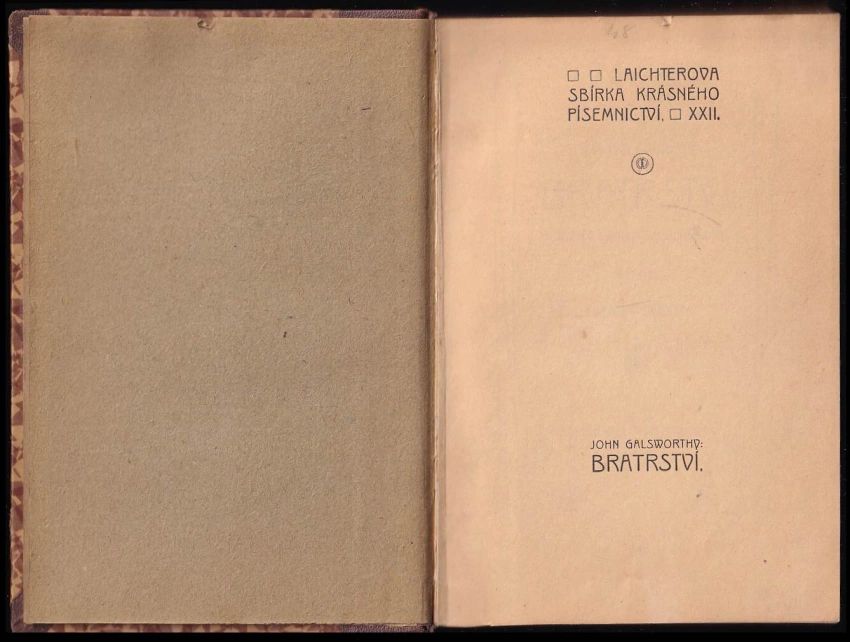 □ □ LAICHTEROVA
SBÍRKA KRÁSNÉHO
PÍSEMNICTVÍ. □ XXII.
JOHN GALSWORTHY:
BRATRSTVÍ.